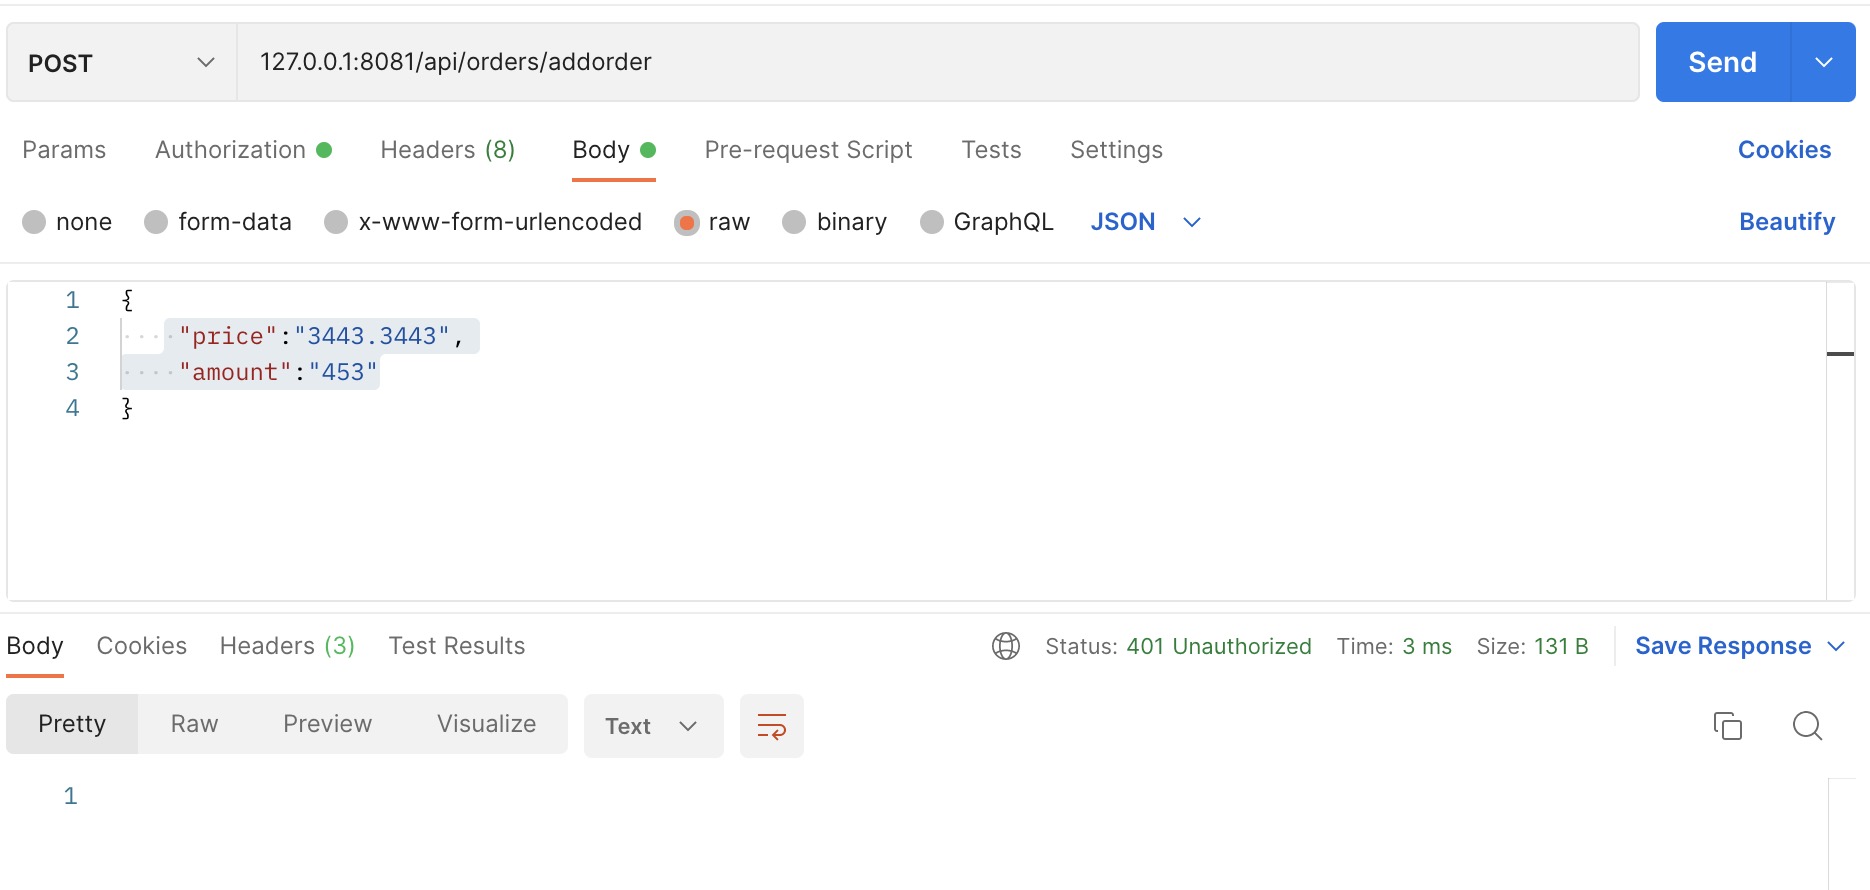 POST 127.0.0.1:8081/api/orders/addorder Send
Params Authorization Headers (8) Body Pre-request Script Tests Settings Cookies
none form-data x-www-form-urlencoded raw binary GraphQL JSON Beautify
1 {
2 "price":"3443.3443",
3 "amount":"453"
4 }
Body Cookies Headers (3) Test Results Status: 401 Unauthorized Time: 3 ms Size: 131 B Save Response
Pretty Raw Preview Visualize Text
1